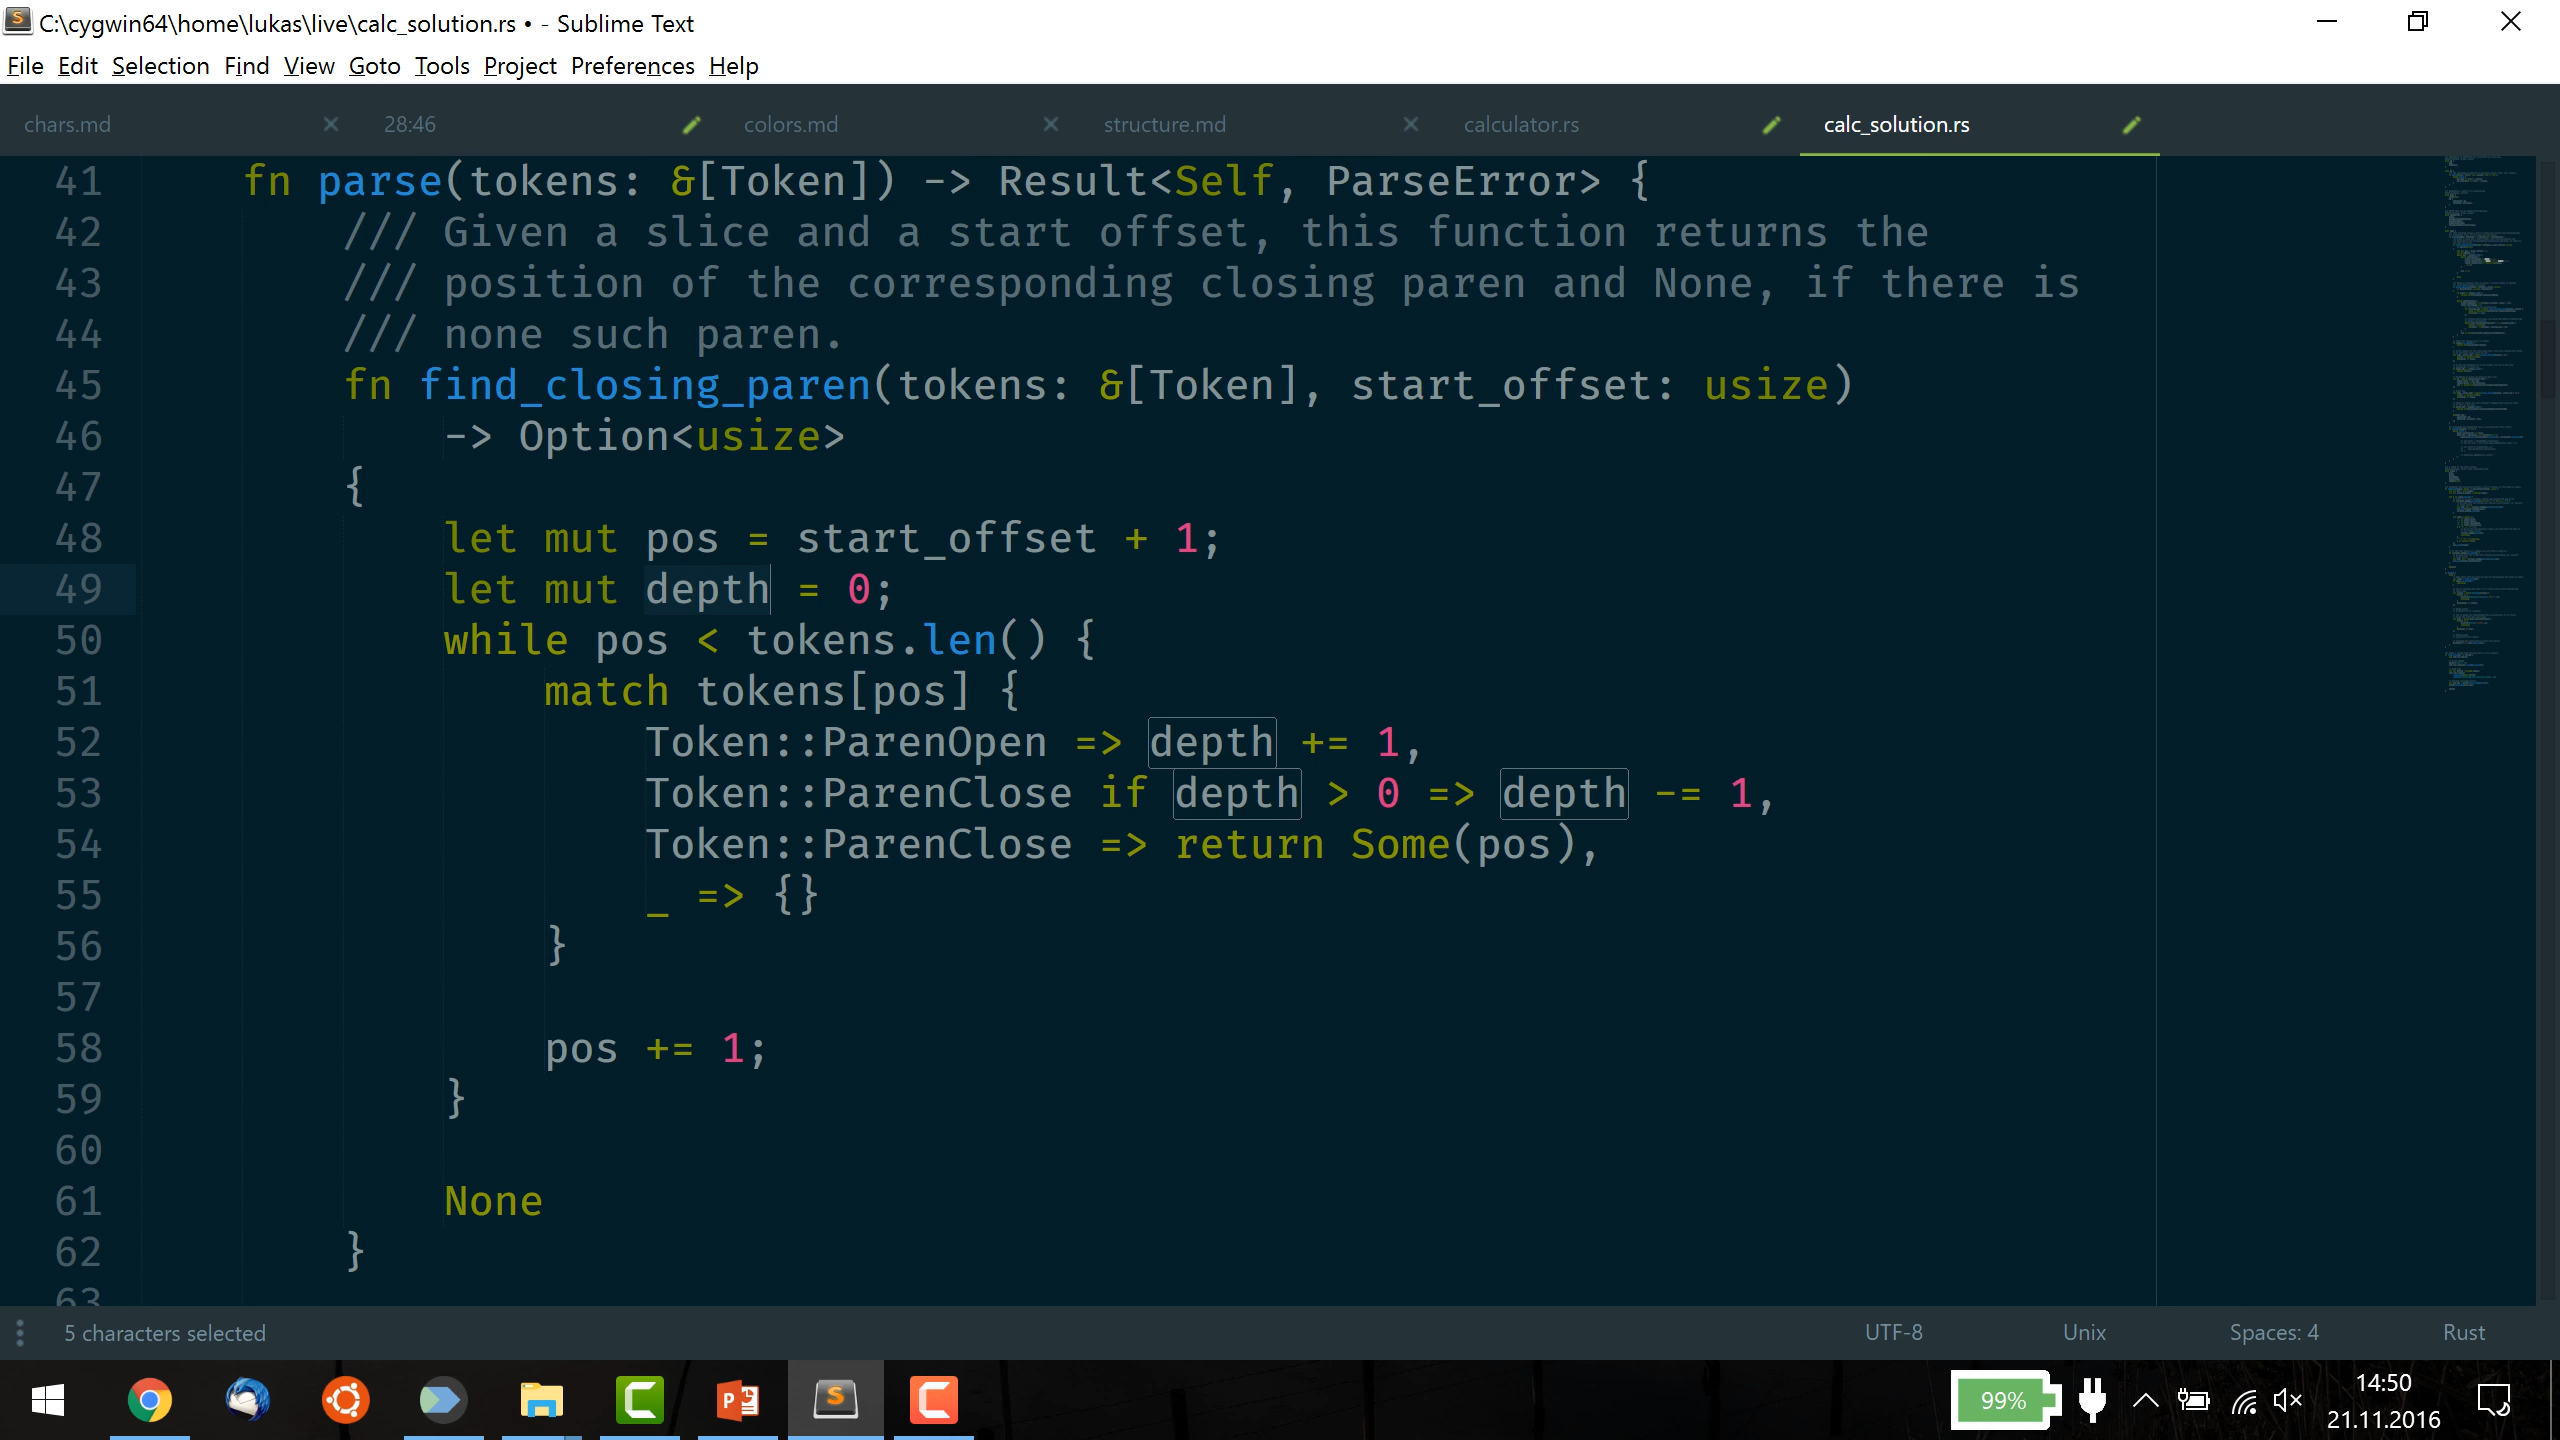 C:\cygwin64\home\lukas\live\calc_solution.rs • - Sublime Text
File Edit Selection Find View Goto Tools Project Preferences Help
chars.md 28:46 colors.md structure.md calculator.rs calc_solution.rs
41 fn parse(tokens: &[Token]) -> Result<Self, ParseError> {
42 /// Given a slice and a start offset, this function returns the
43 /// position of the corresponding closing paren and None, if there is
44 /// none such paren.
45 fn find_closing_paren(tokens: &[Token], start_offset: usize)
46 -> Option<usize>
47 {
48 let mut pos = start_offset + 1;
49 let mut depth = 0;
50 while pos < tokens.len() {
51 match tokens[pos] {
52 Token::ParenOpen => depth += 1,
53 Token::ParenClose if depth > 0 => depth -= 1,
54 Token::ParenClose => return Some(pos),
55 _ => {}
56 }
57
58 pos += 1;
59 }
60
61 None
62 }
63
5 characters selected UTF-8 Unix Spaces: 4 Rust
99% 14:50
21.11.2016